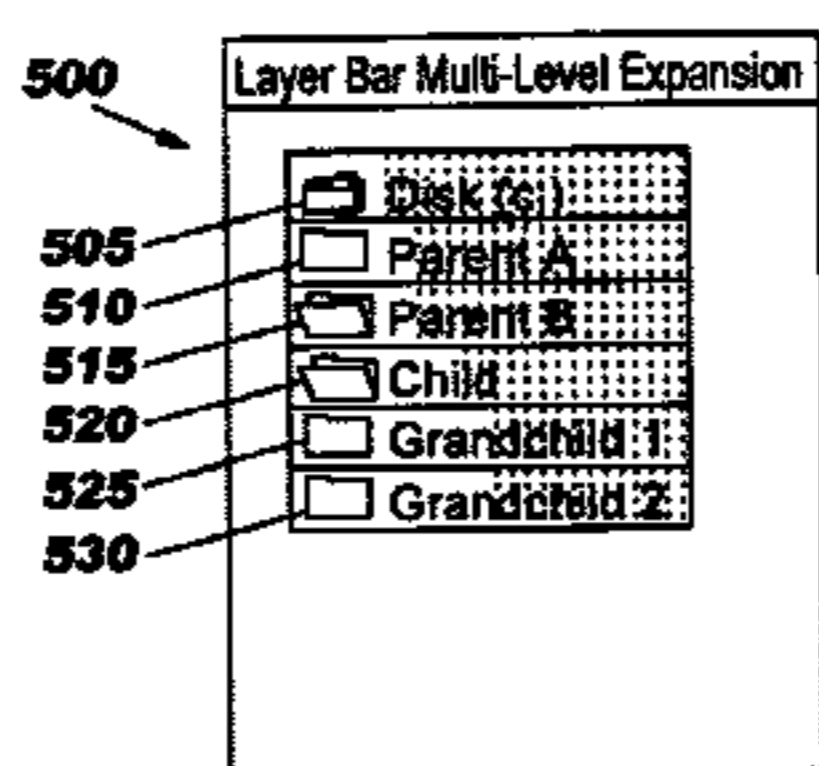 500
Layer Bar Multi-Level Expansion
Disk (c:)
505
Parent A
510
Parent B
515
Child
520
Grandchild 1
525
Grandchild 2
530